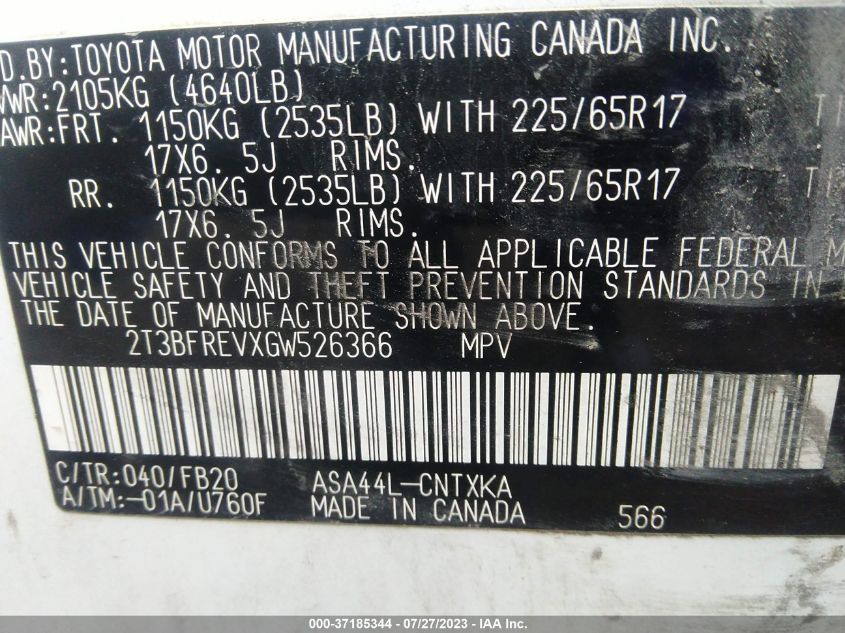 D.BY:TOYOTA MOTOR MANUFACTURING CANADA INC.
VWR:2105KG (4640LB)
AWR:FRT. 1150KG (2535LB) WITH 225/65R17
17X6.5J RIMS.
RR. 1150KG (2535LB) WITH 225/65R17
17X6.5J RIMS.
THIS VEHICLE CONFORMS TO ALL APPLICABLE FEDERAL M
VEHICLE SAFETY AND THEFT PREVENTION STANDARDS IN
THE DATE OF MANUFACTURE SHOWN ABOVE.
2T3BFREVXGW526366 MPV
C/TR:040/FB20 ASA44L-CNTXKA
A/TM:-01A/U760F MADE IN CANADA 566
000-37185344 / 07/27/2023 - IAA Inc.